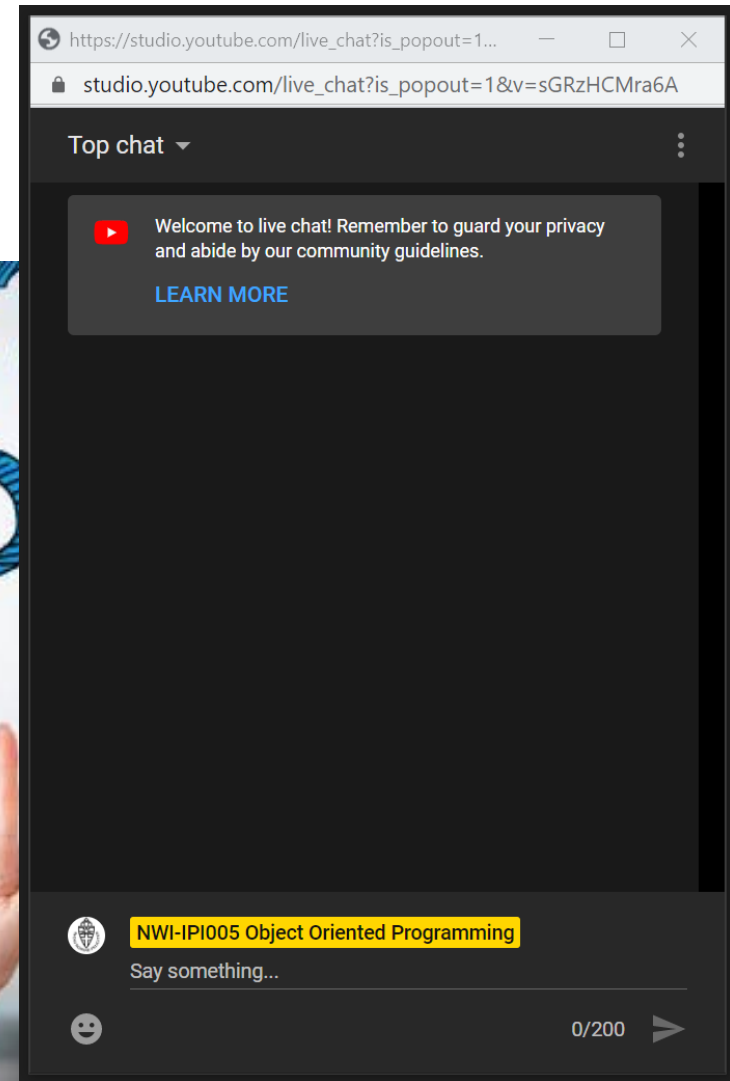 https://studio.youtube.com/live_chat?is_popout=1...
studio.youtube.com/live_chat?is_popout=1&v=sGRzHCMra6A
Top chat
Welcome to live chat! Remember to guard your privacy
and abide by our community guidelines.
LEARN MORE
NWI-IPI005 Object Oriented Programming
Say something...
0/200